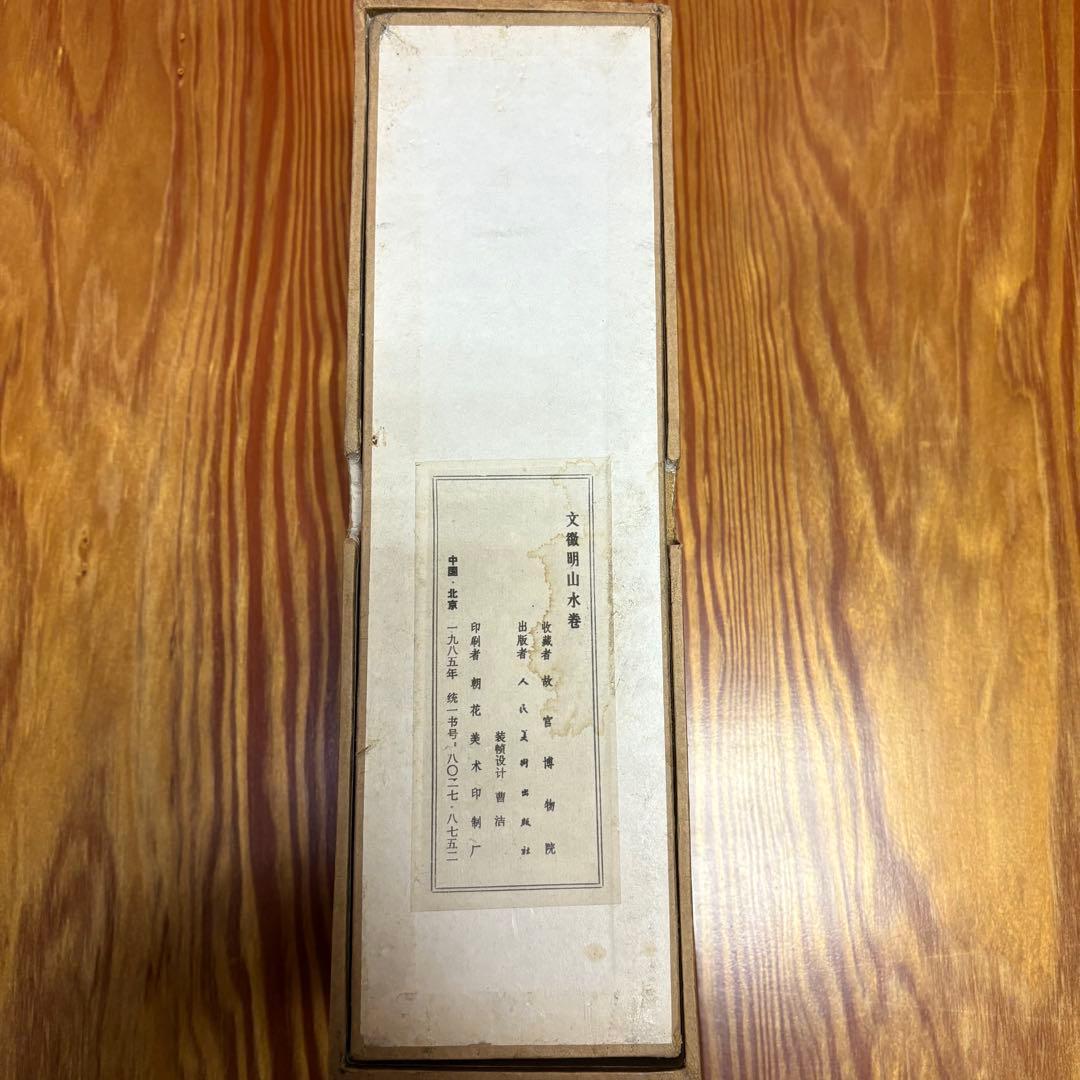 文徵明山水卷
收藏者 故宫博物院
出版者 人民美术出版社
装帧设计 曹洁
印刷者 朝花美术印制厂
中国·北京 一九八五年 统一书号：八〇二七·八七五二